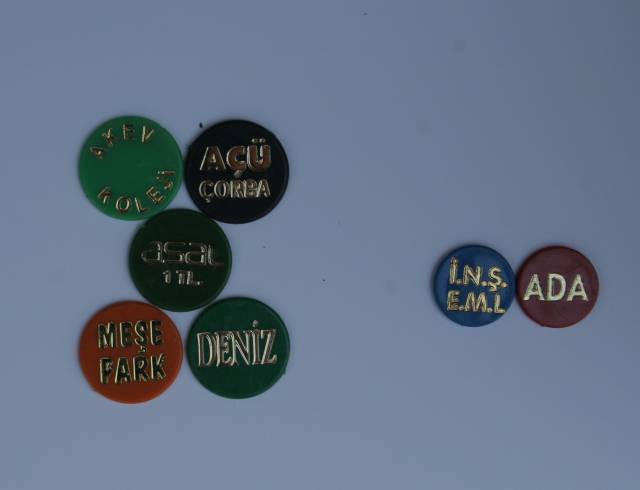 AKEV
KOLEJİ
AÇÜ
ÇORBA
asal
1 TL
MEŞE
PARK
DENİZ
İ.N.Ş.
E.M.L
ADA